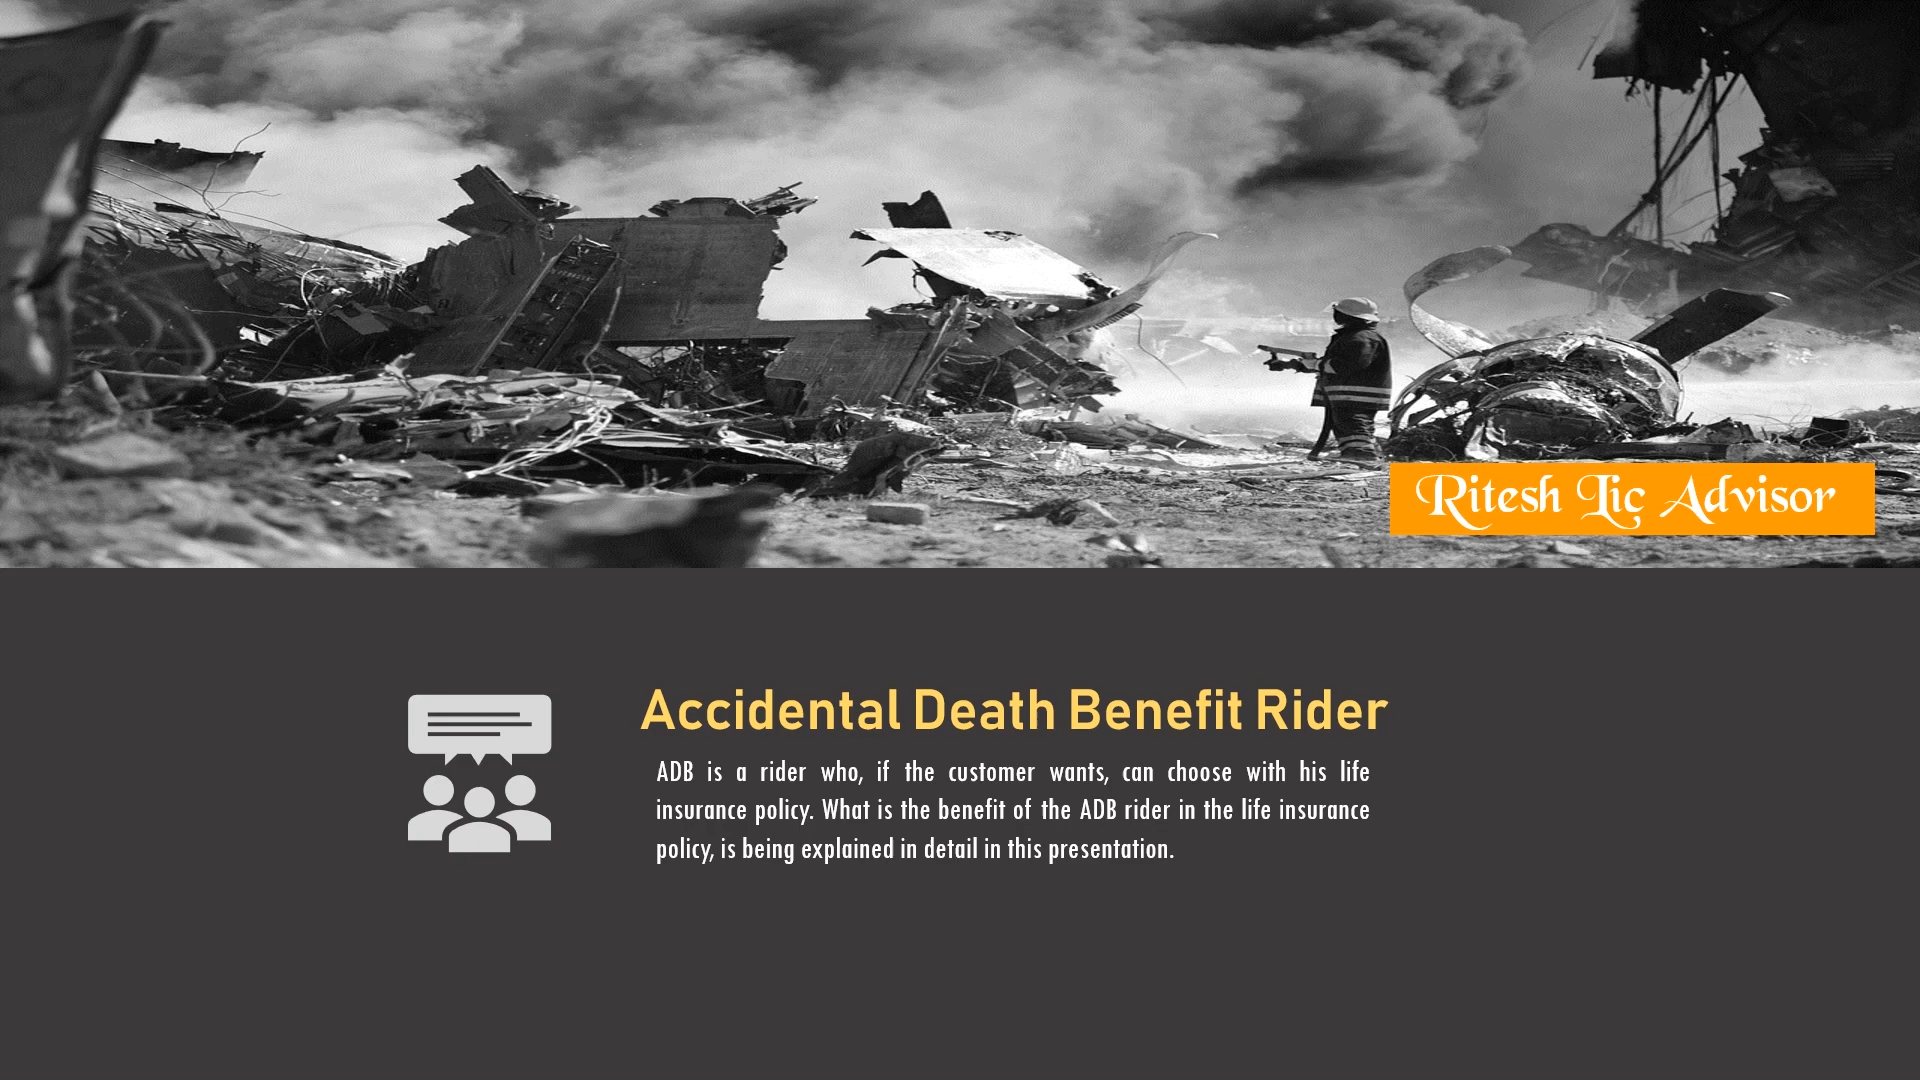 Ritesh Lic Advisor
Accidental Death Benefit Rider
ADB is a rider who, if the customer wants, can choose with his life
insurance policy. What is the benefit of the ADB rider in the life insurance
policy, is being explained in detail in this presentation.